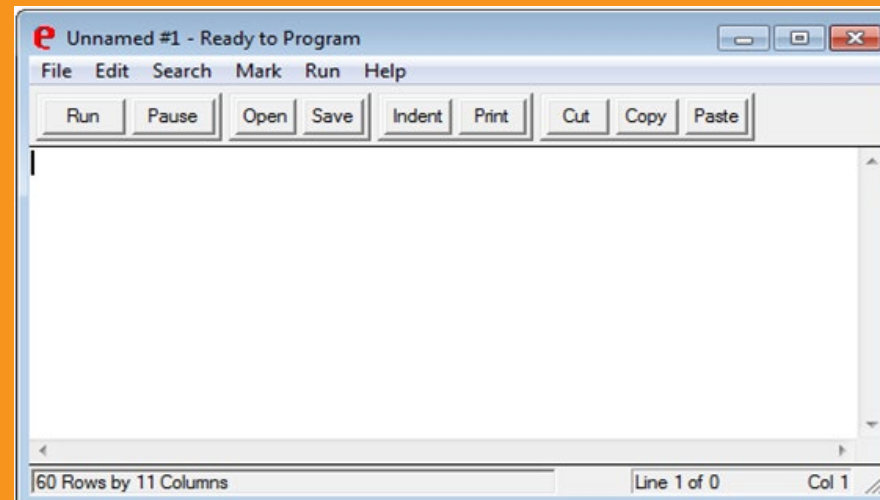 e Unnamed #1 - Ready to Program
File Edit Search Mark Run Help
Run Pause Open Save Indent Print Cut Copy Paste
60 Rows by 11 Columns Line 1 of 0 Col 1